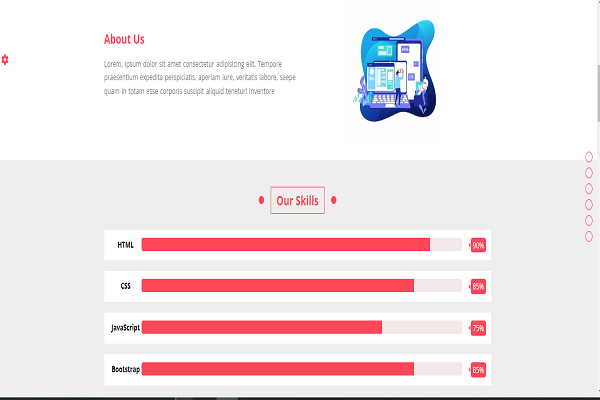 About Us
Lorem, ipsum dolor sit amet consectetur adipisicing elit. Tempore
praesentium expedita perspiciatis, aperiam iure, veritatis labore, saepe
quam in totam esse corporis suscipit aliquid tenetur! Inventore
Our Skills
HTML 90%
CSS 85%
JavaScript 75%
Bootstrap 85%